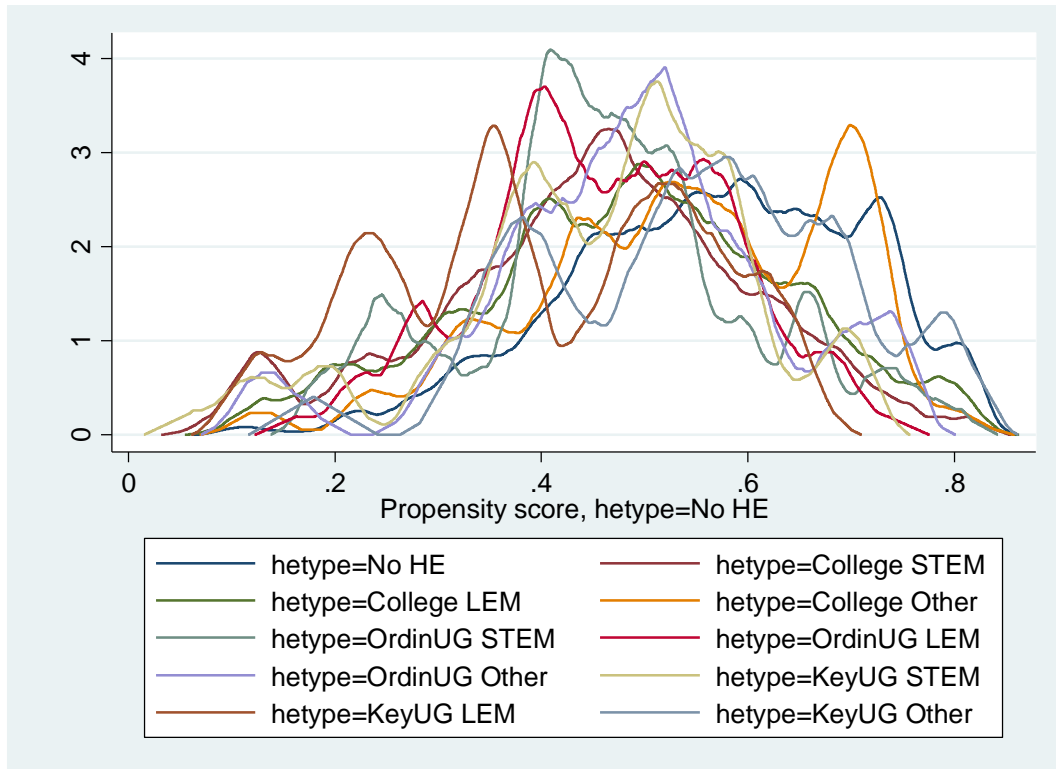 4
3
2
1
0
0 .2 .4 .6 .8
Propensity score, hetype=No HE
hetype=No HE hetype=College STEM
hetype=College LEM hetype=College Other
hetype=OrdinUG STEM hetype=OrdinUG LEM
hetype=OrdinUG Other hetype=KeyUG STEM
hetype=KeyUG LEM hetype=KeyUG Other